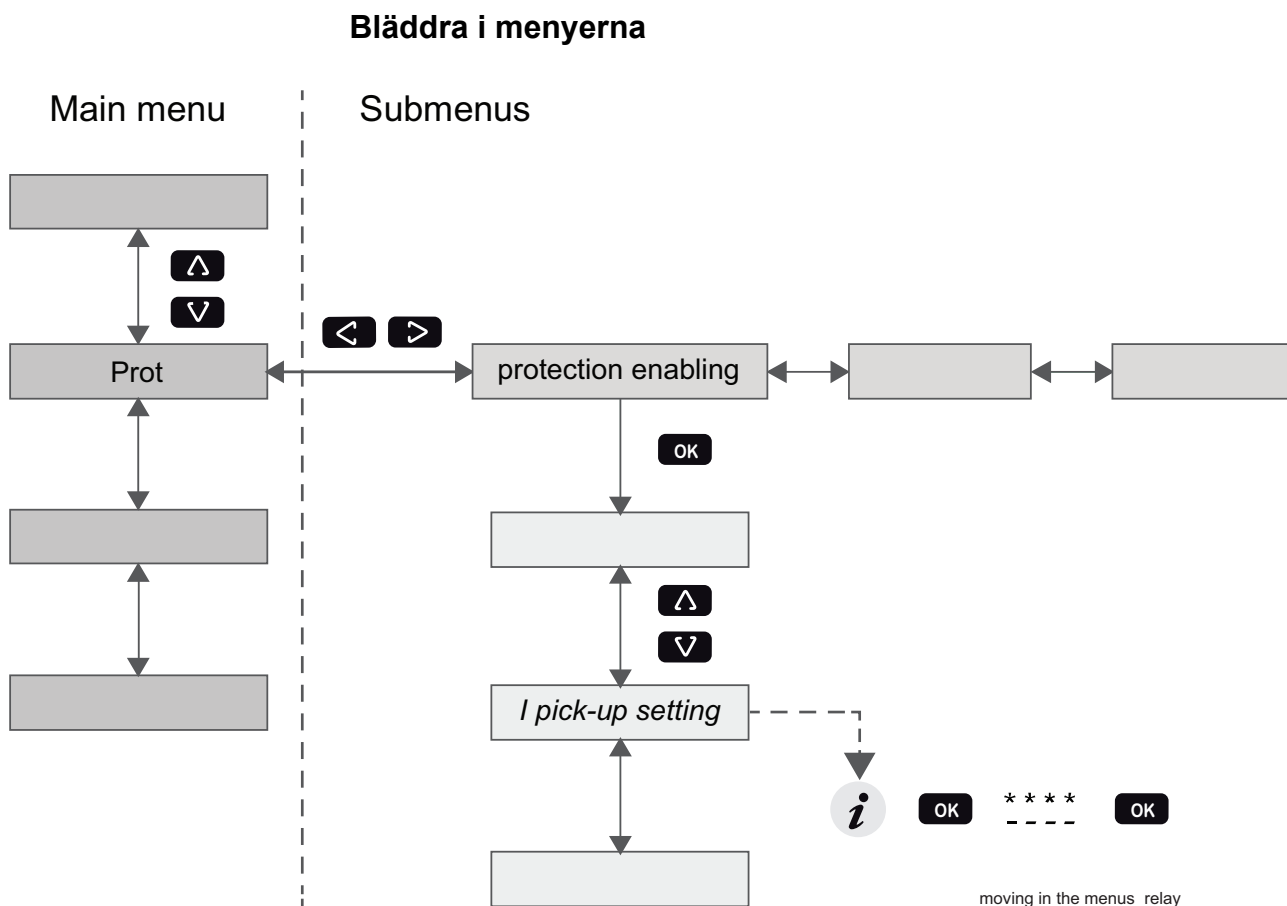 Bläddra i menyerna
Main menu
Submenus
Prot
protection enabling
OK
I pick-up setting
i
OK
* * * *
- - - -
OK
moving in the menus relay